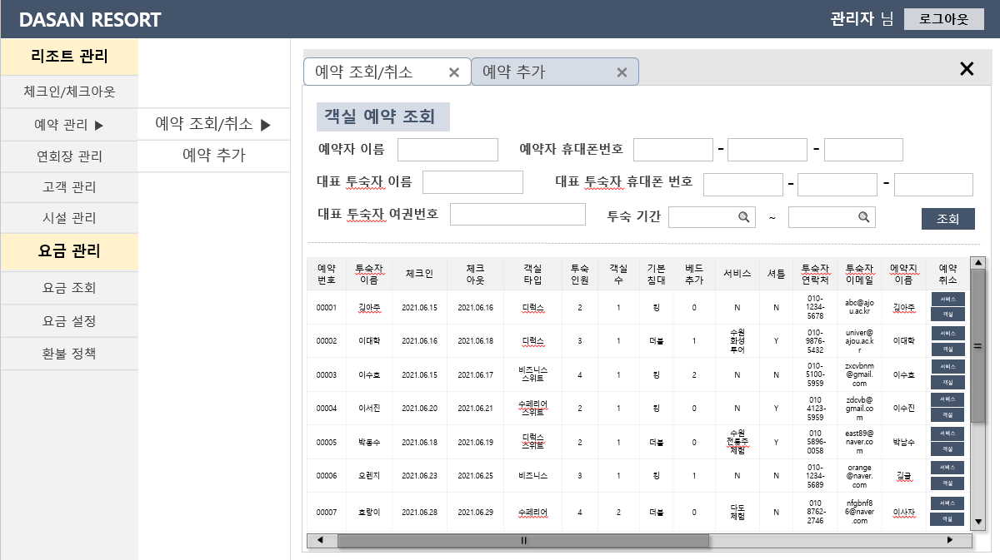 DASAN RESORT
관리자 님
로그아웃
리조트 관리
체크인/체크아웃
예약 관리 ▶
연회장 관리
고객 관리
시설 관리
요금 관리
요금 조회
요금 설정
환불 정책
예약 조회/취소 ▶
예약 추가
예약 조회/취소 ×
예약 추가 ×
×
객실 예약 조회
예약자 이름
예약자 휴대폰번호 - -
대표 투숙자 이름
대표 투숙자 휴대폰 번호 - -
대표 투숙자 여권번호
투숙 기간 ~
조회
예약 번호 투숙자 이름 체크인 체크 아웃 객실 타입 투숙 인원 객실 수 기본 침대 베드 추가 서비스 셔틀 투숙자 연락처 투숙자 이메일 에약지 이름 예약 취소
00001 김아주 2021.06.15 2021.06.16 디럭스 2 1 킹 0 N N 010-1234-5678 abc@ajou.ac.kr 김아주 서비스 객실
00002 이대학 2021.06.16 2021.06.18 디럭스 3 1 더블 1 수원 화성 투어 Y 010-9876-5432 univer@ajou.ac.kr 이대학 서비스 객실
00003 이수호 2021.06.15 2021.06.17 비즈니스 스위트 4 1 킹 2 N N 010-5100-5959 zxcvbnm@gmail.com 이수호 서비스 객실
00004 이서진 2021.06.20 2021.06.21 수페리어 스위트 2 1 킹 0 N Y 010 4123-5959 zdcvb@gmail.com 이수진 서비스 객실
00005 박동수 2021.06.18 2021.06.19 디럭스 스위트 2 1 더블 0 수원 전통주 체험 Y 010 5896-0058 east89@naver.com 박남수 서비스 객실
00006 오렌지 2021.06.23 2021.06.25 비즈니스 3 1 킹 1 N N 010-1234-5689 orange@naver.com 김귤 서비스 객실
00007 호랑이 2021.06.28 2021.06.29 수페리어 4 2 더블 0 다도 체험 N 010 8762-2746 nfgbnf86@naver.com 이사자 서비스 객실